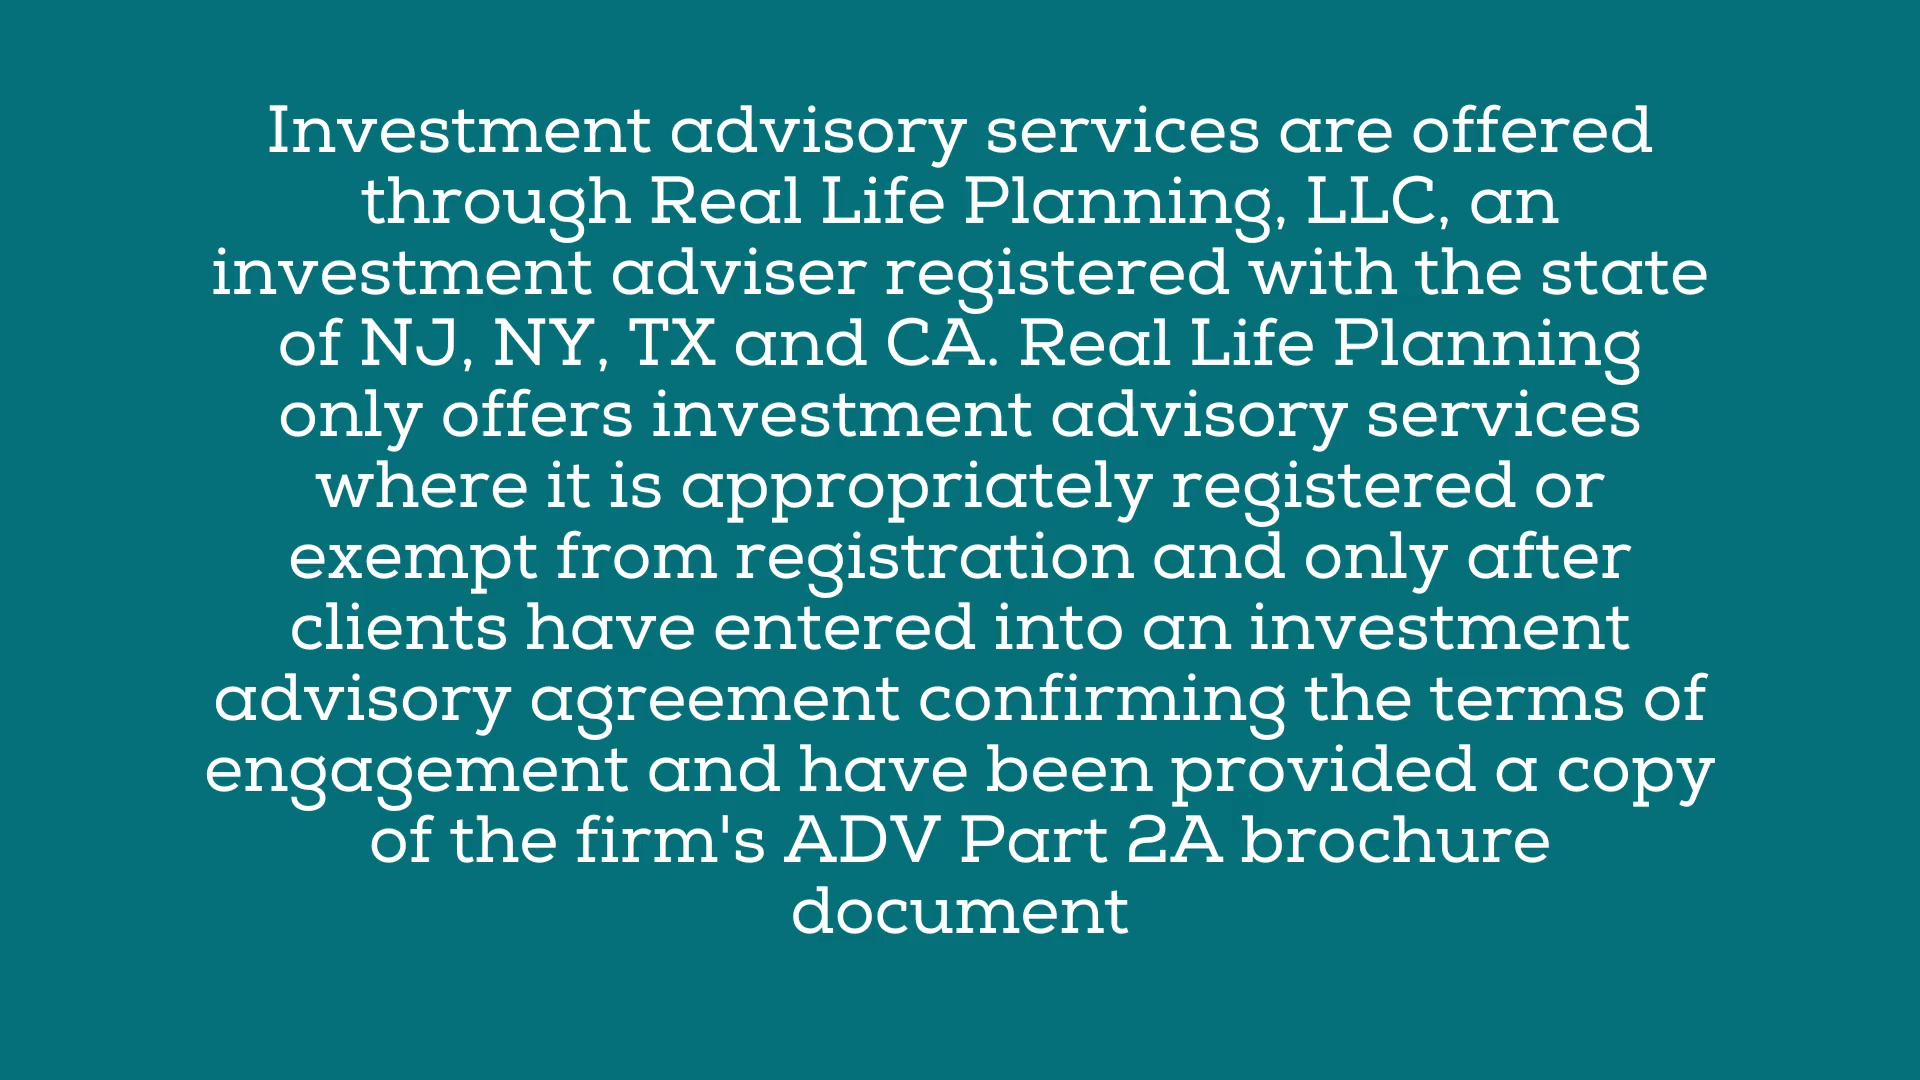 Investment advisory services are offered
through Real Life Planning, LLC, an
investment adviser registered with the state
of NJ, NY, TX and CA. Real Life Planning
only offers investment advisory services
where it is appropriately registered or
exempt from registration and only after
clients have entered into an investment
advisory agreement confirming the terms of
engagement and have been provided a copy
of the firm's ADV Part 2A brochure
document